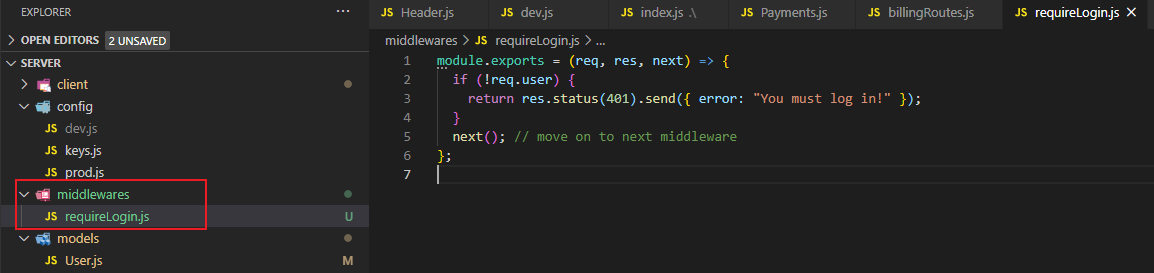 EXPLORER ...
OPEN EDITORS 2 UNSAVED
SERVER
client
config
JS dev.js
JS keys.js
JS prod.js
middlewares
JS requireLogin.js U
models
JS User.js M
JS Header.js JS dev.js JS index.js .\ JS Payments.js JS billingRoutes.js JS requireLogin.js
middlewares > JS requireLogin.js > ...
1 module.exports = (req, res, next) => {
2 if (!req.user) {
3 return res.status(401).send({ error: "You must log in!" });
4 }
5 next(); // move on to next middleware
6 };
7